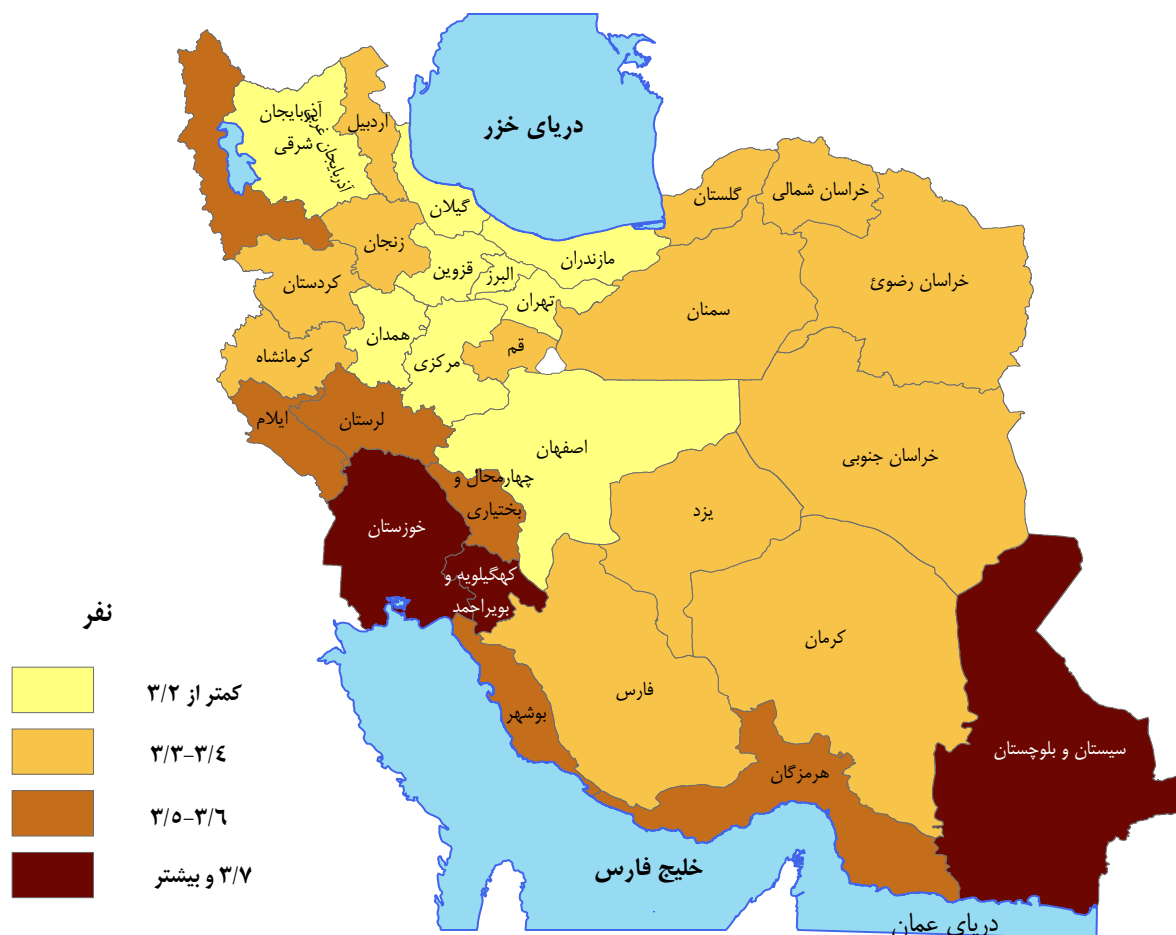 دریای خزر
آذربایجان
شرقی
آذربایجان غربی
اردبیل
گیلان
زنجان
قزوین
البرز
مازندران
تهران
گلستان
خراسان شمالی
خراسان رضوئ
سمنان
کردستان
همدان
مرکزی
قم
کرمانشاه
ایلام
لرستان
اصفهان
خراسان جنوبی
چهارمحال و
بختیاری
یزد
خوزستان
کهگیلویه و
بویراحمد
کرمان
فارس
بوشهر
هرمزگان
سیستان و بلوچستان
خلیج فارس
دریای عمان
نفر
کمتر از ۳/۲
۳/۳-۳/٤
۳/٥-۳/٦
۳/۷ و بیشتر